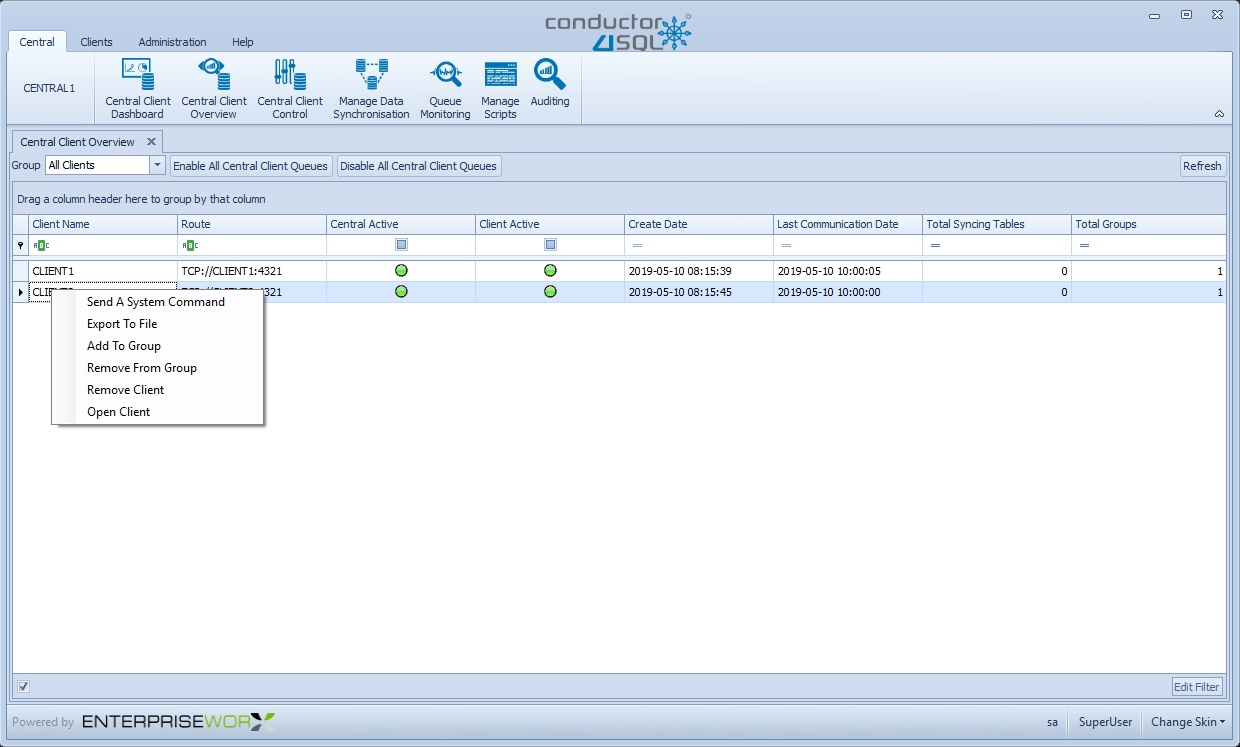 conductor
4SQL
Central Clients Administration Help
CENTRAL1
Central Client Dashboard
Central Client Overview
Central Client Control
Manage Data Synchronisation
Queue Monitoring
Manage Scripts
Auditing
Central Client Overview
Group All Clients Enable All Central Client Queues Disable All Central Client Queues Refresh
Drag a column header here to group by that column
Client Name Route Central Active Client Active Create Date Last Communication Date Total Syncing Tables Total Groups
ABC ABC = = = =
CLIENT1 TCP://CLIENT1:4321 2019-05-10 08:15:39 2019-05-10 10:00:05 0 1
4321 2019-05-10 08:15:45 2019-05-10 10:00:00 0 1
Send A System Command
Export To File
Add To Group
Remove From Group
Remove Client
Open Client
Edit Filter
Powered by ENTERPRISEWORX sa SuperUser Change Skin